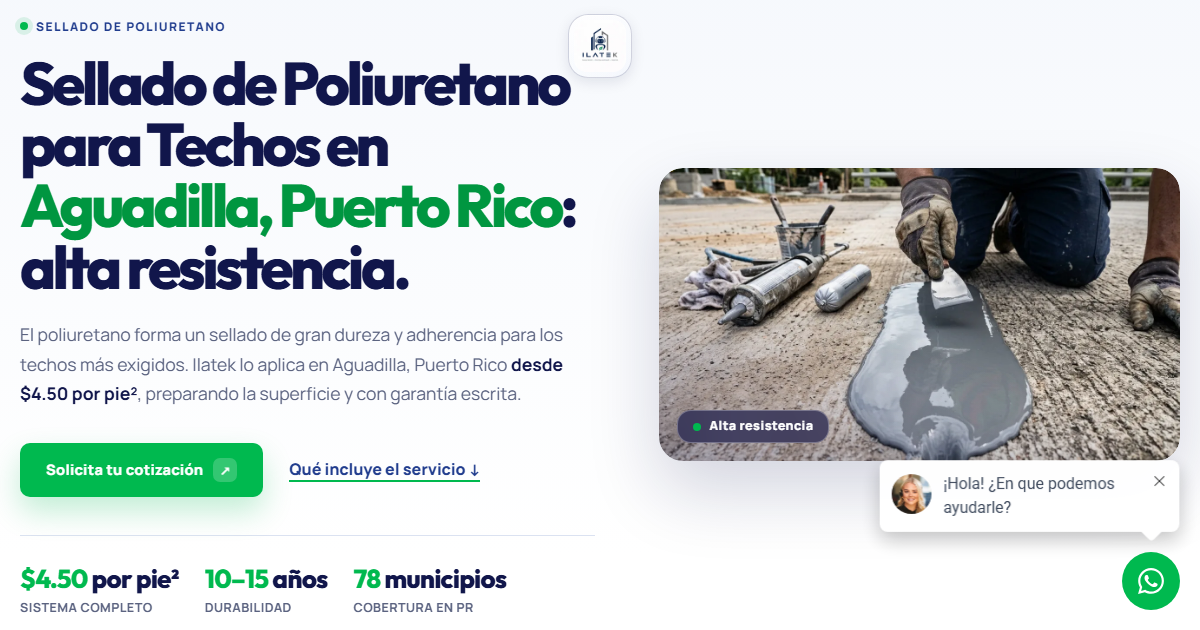 SELLADO DE POLIURETANO
ILATEK
Sellado de Poliuretano
para Techos en
Aguadilla, Puerto Rico:
alta resistencia.
El poliuretano forma un sellado de gran dureza y adherencia para los
techos más exigidos. Ilatek lo aplica en Aguadilla, Puerto Rico desde
$4.50 por pie², preparando la superficie y con garantía escrita.
Solicita tu cotización ↗
Qué incluye el servicio ↓
Alta resistencia
¡Hola! ¿En que podemos
ayudarle?
$4.50 por pie²
SISTEMA COMPLETO
10–15 años
DURABILIDAD
78 municipios
COBERTURA EN PR